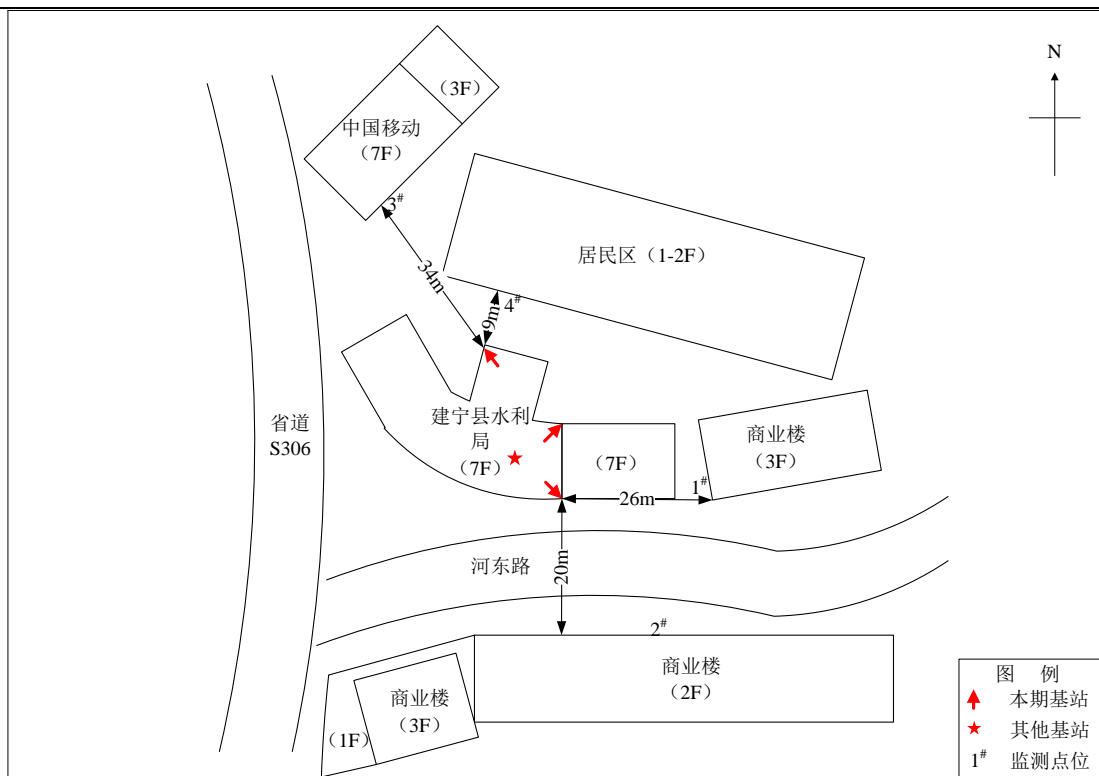 N
（3F）
中国移动
（7F）
3#
34m
居民区（1-2F）
4#
9m
省道
S306
建宁县水利
局
（7F）
（7F）
商业楼
（3F）
1#
26m
20m
河东路
2#
商业楼
（2F）
商业楼
（3F）
（1F）
图 例
本期基站
其他基站
1# 监测点位